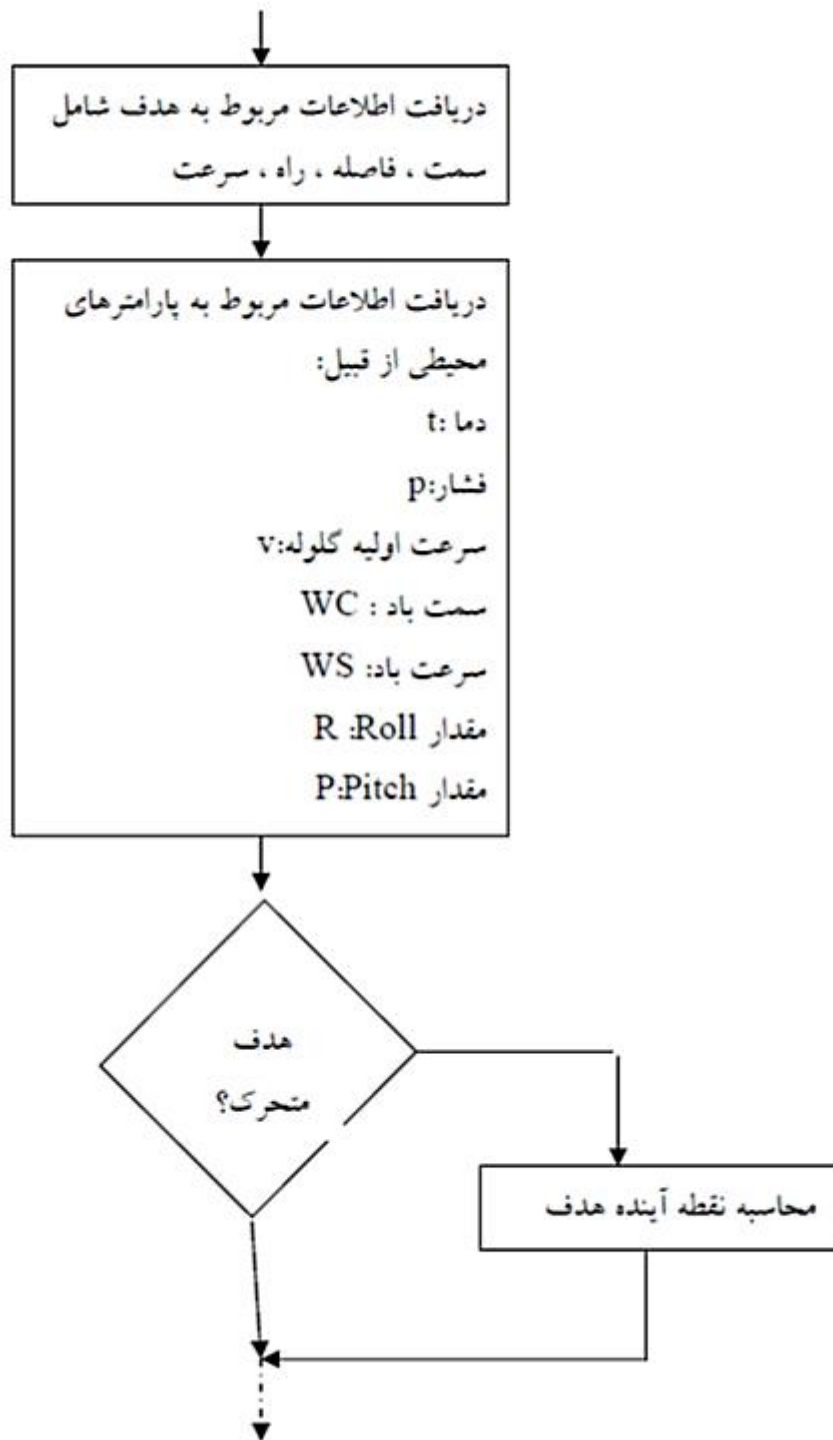 دریافت اطلاعات مربوط به هدف شامل
سمت ، فاصله ، راه ، سرعت
دریافت اطلاعات مربوط به پارامترهای
محیطی از قبیل:
دما :t
فشار:p
سرعت اولیه گلوله:v
سمت باد : WC
سرعت باد: WS
مقدار R :Roll
مقدار P:Pitch
هدف
متحرک؟
محاسبه نقطه آینده هدف